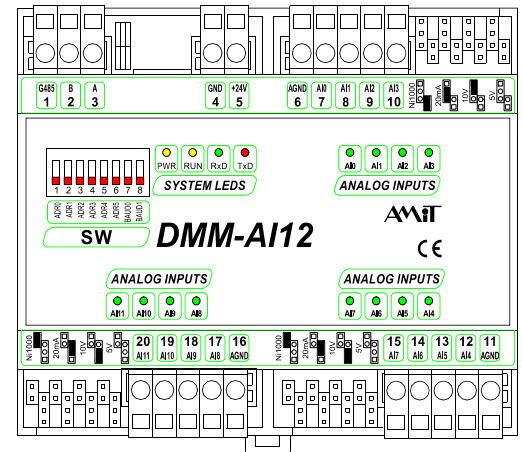 G485 B A GND +24V AGND AI0 AI1 AI2 AI3
1 2 3 4 5 6 7 8 9 10
Ni1000 20mA 10V 5V
PWR RUN RxD TxD
SYSTEM LEDS
AI0 AI1 AI2 AI3
ANALOG INPUTS
1 2 3 4 5 6 7 8
ADR0 ADR1 ADR2 ADR3 ADR4 ADR5 BAUD0 BAUD1
SW
DMM-AI12
AMiT
CE
ANALOG INPUTS
AI11 AI10 AI9 AI8
ANALOG INPUTS
AI7 AI6 AI5 AI4
Ni1000 20mA 10V 5V
20 19 18 17 16
AI11 AI10 AI9 AI8 AGND
Ni1000 20mA 10V 5V
15 14 13 12 11
AI7 AI6 AI5 AI4 AGND